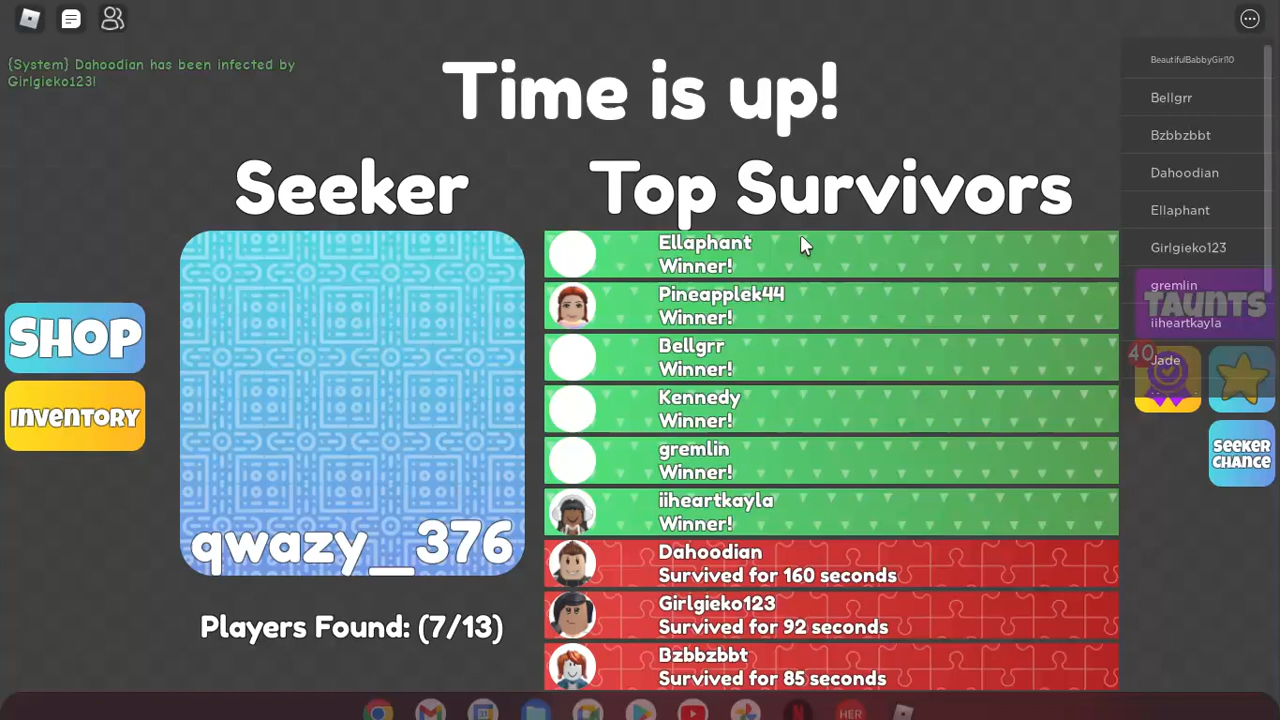 {System} Dahoodian has been infected by
Girlgieko123!
Time is up!
Seeker
Top Survivors
SHOP
INVENTORY
qwazy__376
Players Found: (7/13)
Ellaphant
Winner!
Pineapplek44
Winner!
Bellgrr
Winner!
Kennedy
Winner!
gremlin
Winner!
iiheartkayla
Winner!
Dahoodian
Survived for 160 seconds
Girlgieko123
Survived for 92 seconds
Bzbbzbbt
Survived for 85 seconds
BeautifulBabbyGirl10
Bellgrr
Bzbbzbbt
Dahoodian
Ellaphant
Girlgieko123
gremlin
TAUNTS
iiheartkayla
40
Jade
SEEKER
CHANCE
HER